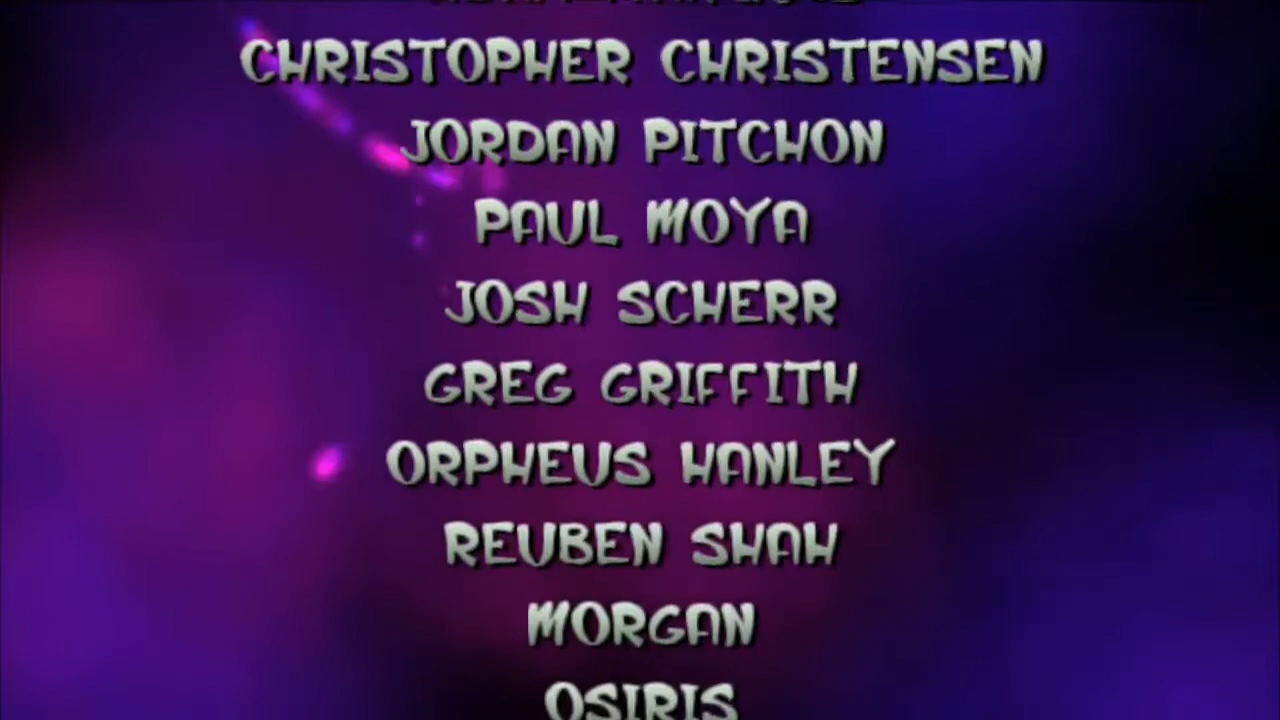 CHRISTOPHER CHRISTENSEN
JORDAN PITCHON
PAUL MOYA
JOSH SCHERR
GREG GRIFFITH
ORPHEUS HANLEY
REUBEN SHAH
MORGAN
OSIRIS